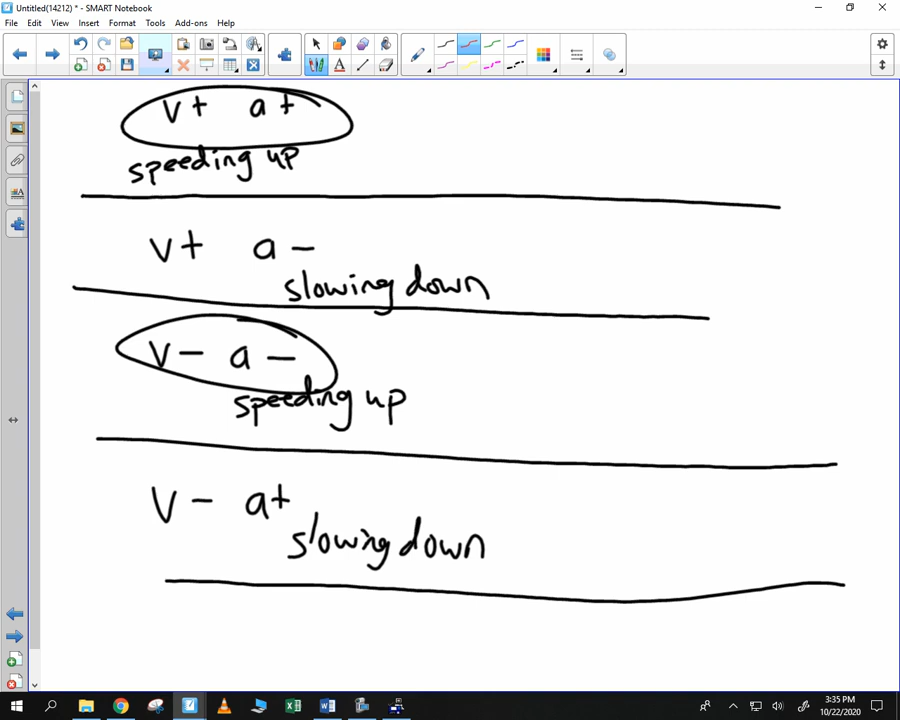 Untitled(14212) * - SMART Notebook
File Edit View Insert Format Tools Add-ons Help
v+ a+
speeding up
v+ a-
slowing down
v- a-
speeding up
v- a+
slowing down
3:35 PM
10/22/2020